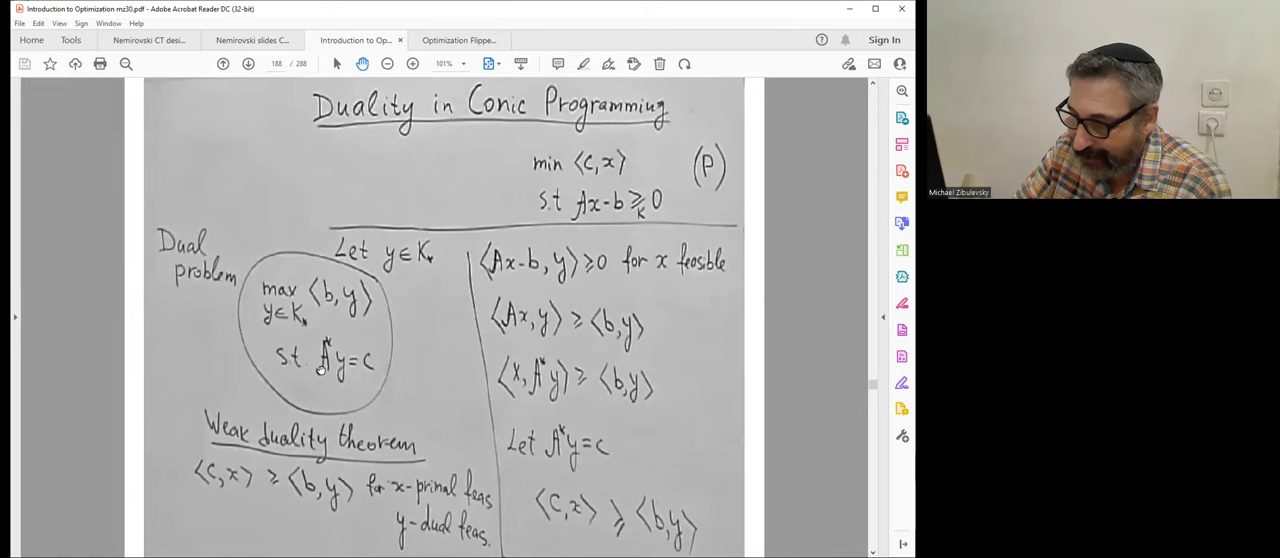 Introduction to Optimization mz30.pdf - Adobe Acrobat Reader DC (32-bit)
File Edit View Sign Window Help
Home Tools Nemirovski CT desi... Nemirovski slides C... Introduction to Op... × Optimization Flippe... Sign In
188 / 288 101%
Duality in Conic Programming
min ⟨c,x⟩ (P)
s.t Ax-b ≥_K 0
Dual problem
Let y∈K_*
max ⟨b,y⟩
y∈K_*
s.t. A*y=c
Weak duality theorem
⟨c,x⟩ ≥ ⟨b,y⟩ for x-primal feas
y-dual feas.
⟨Ax-b, y⟩≥0 for x feasible
⟨Ax,y⟩ ≥ ⟨b,y⟩
⟨x,A*y⟩ ≥ ⟨b,y⟩
Let A*y=c
⟨c,x⟩ ≥ ⟨b,y⟩
Michael Zibulevsky